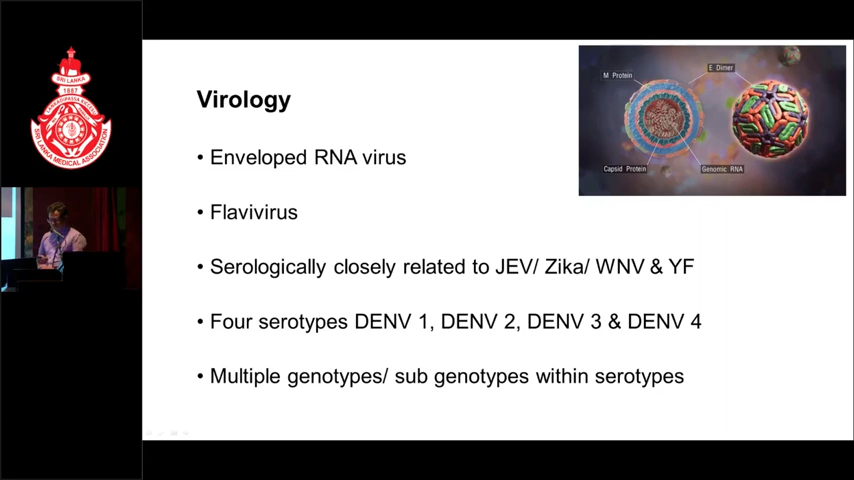 SRI LANKA
1887
SRI LANKA MEDICAL ASSOCIATION
Virology
• Enveloped RNA virus
• Flavivirus
• Serologically closely related to JEV/ Zika/ WNV & YF
• Four serotypes DENV 1, DENV 2, DENV 3 & DENV 4
• Multiple genotypes/ sub genotypes within serotypes
M Protein
E Dimer
Capsid Protein
Genomic RNA